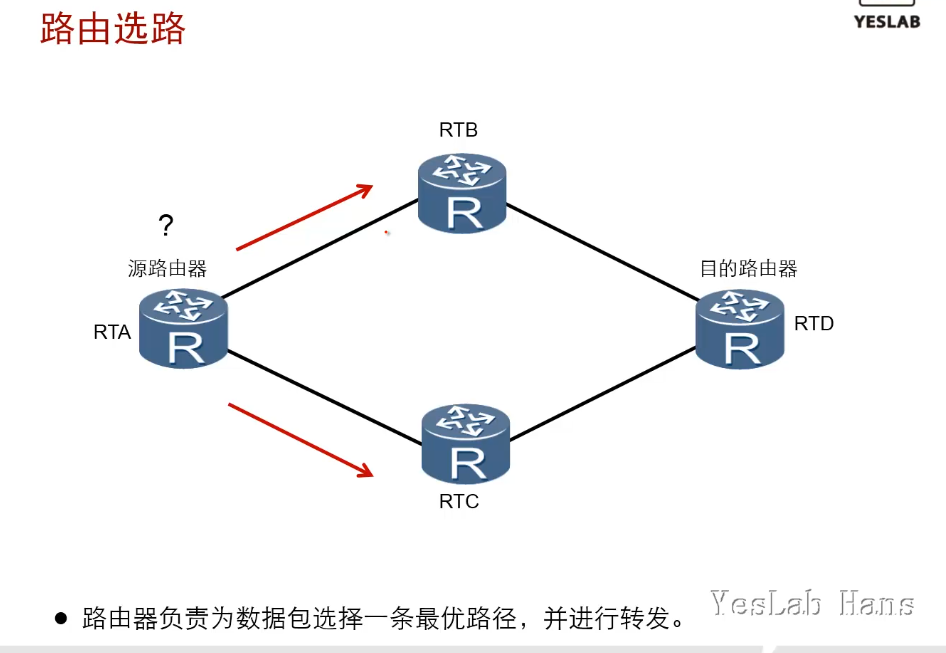 路由选路
YESLAB
RTB
?
源路由器
目的路由器
RTA
R
R
R
RTD
R
RTC
● 路由器负责为数据包选择一条最优路径，并进行转发。
YesLab Hans